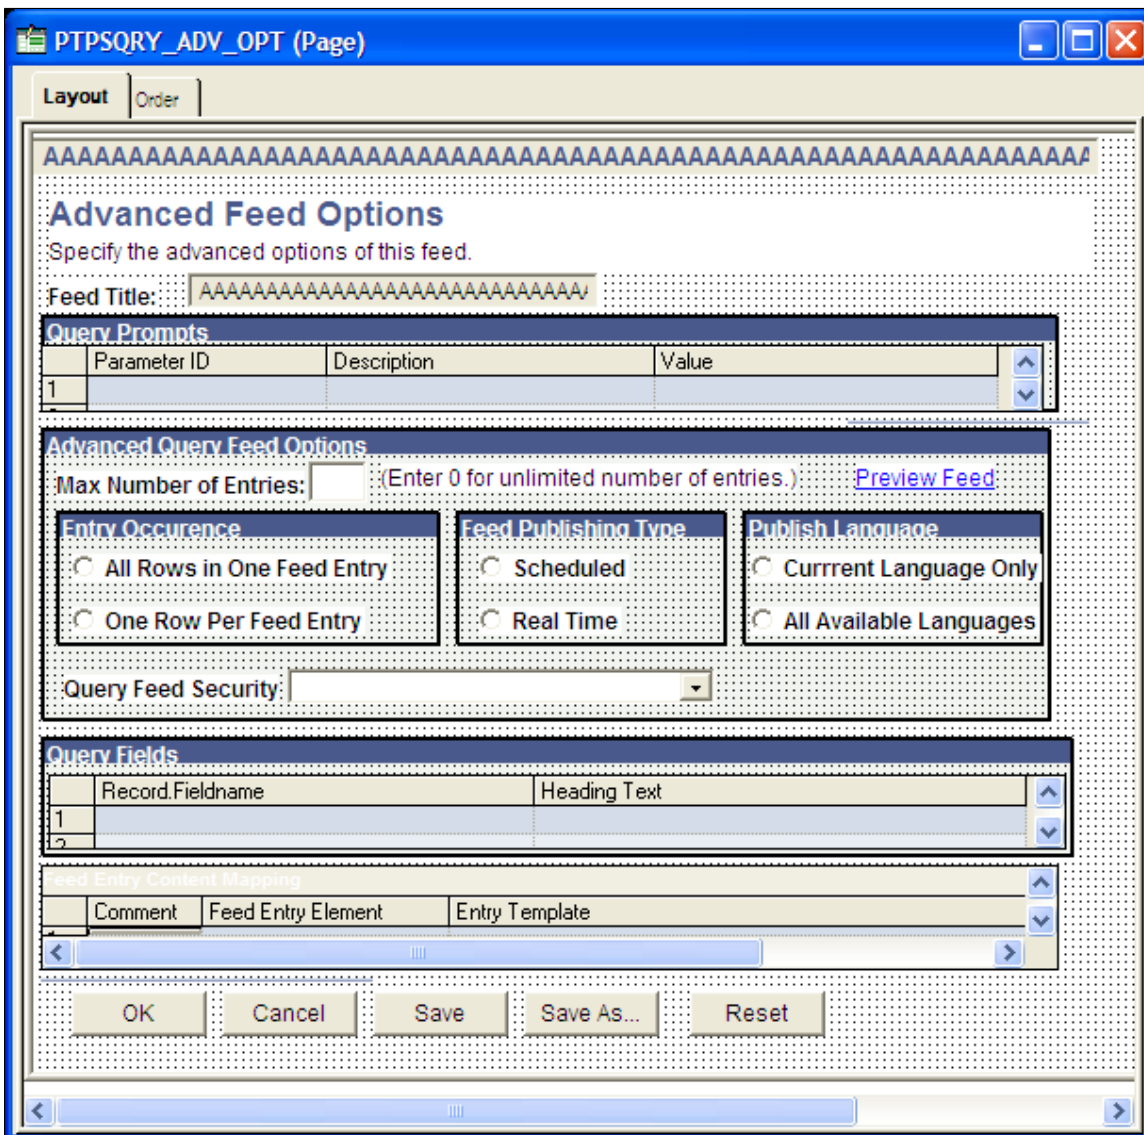 PTPSQRY_ADV_OPT (Page)
Layout Order
AAAAAAAAAAAAAAAAAAAAAAAAAAAAAAAAAAAAAAAAAAAAAAAAAAAAAAAAAAAAAAAAA
Advanced Feed Options
Specify the advanced options of this feed.
Feed Title: AAAAAAAAAAAAAAAAAAAAAAAAAAAAA
Query Prompts
Parameter ID Description Value
1
Advanced Query Feed Options
Max Number of Entries: (Enter 0 for unlimited number of entries.) Preview Feed
Entry Occurence Feed Publishing Type Publish Language
All Rows in One Feed Entry Scheduled Currrent Language Only
One Row Per Feed Entry Real Time All Available Languages
Query Feed Security
Query Fields
Record.Fieldname Heading Text
1
2
Feed Entry Content Mapping
Comment Feed Entry Element Entry Template
OK Cancel Save Save As... Reset